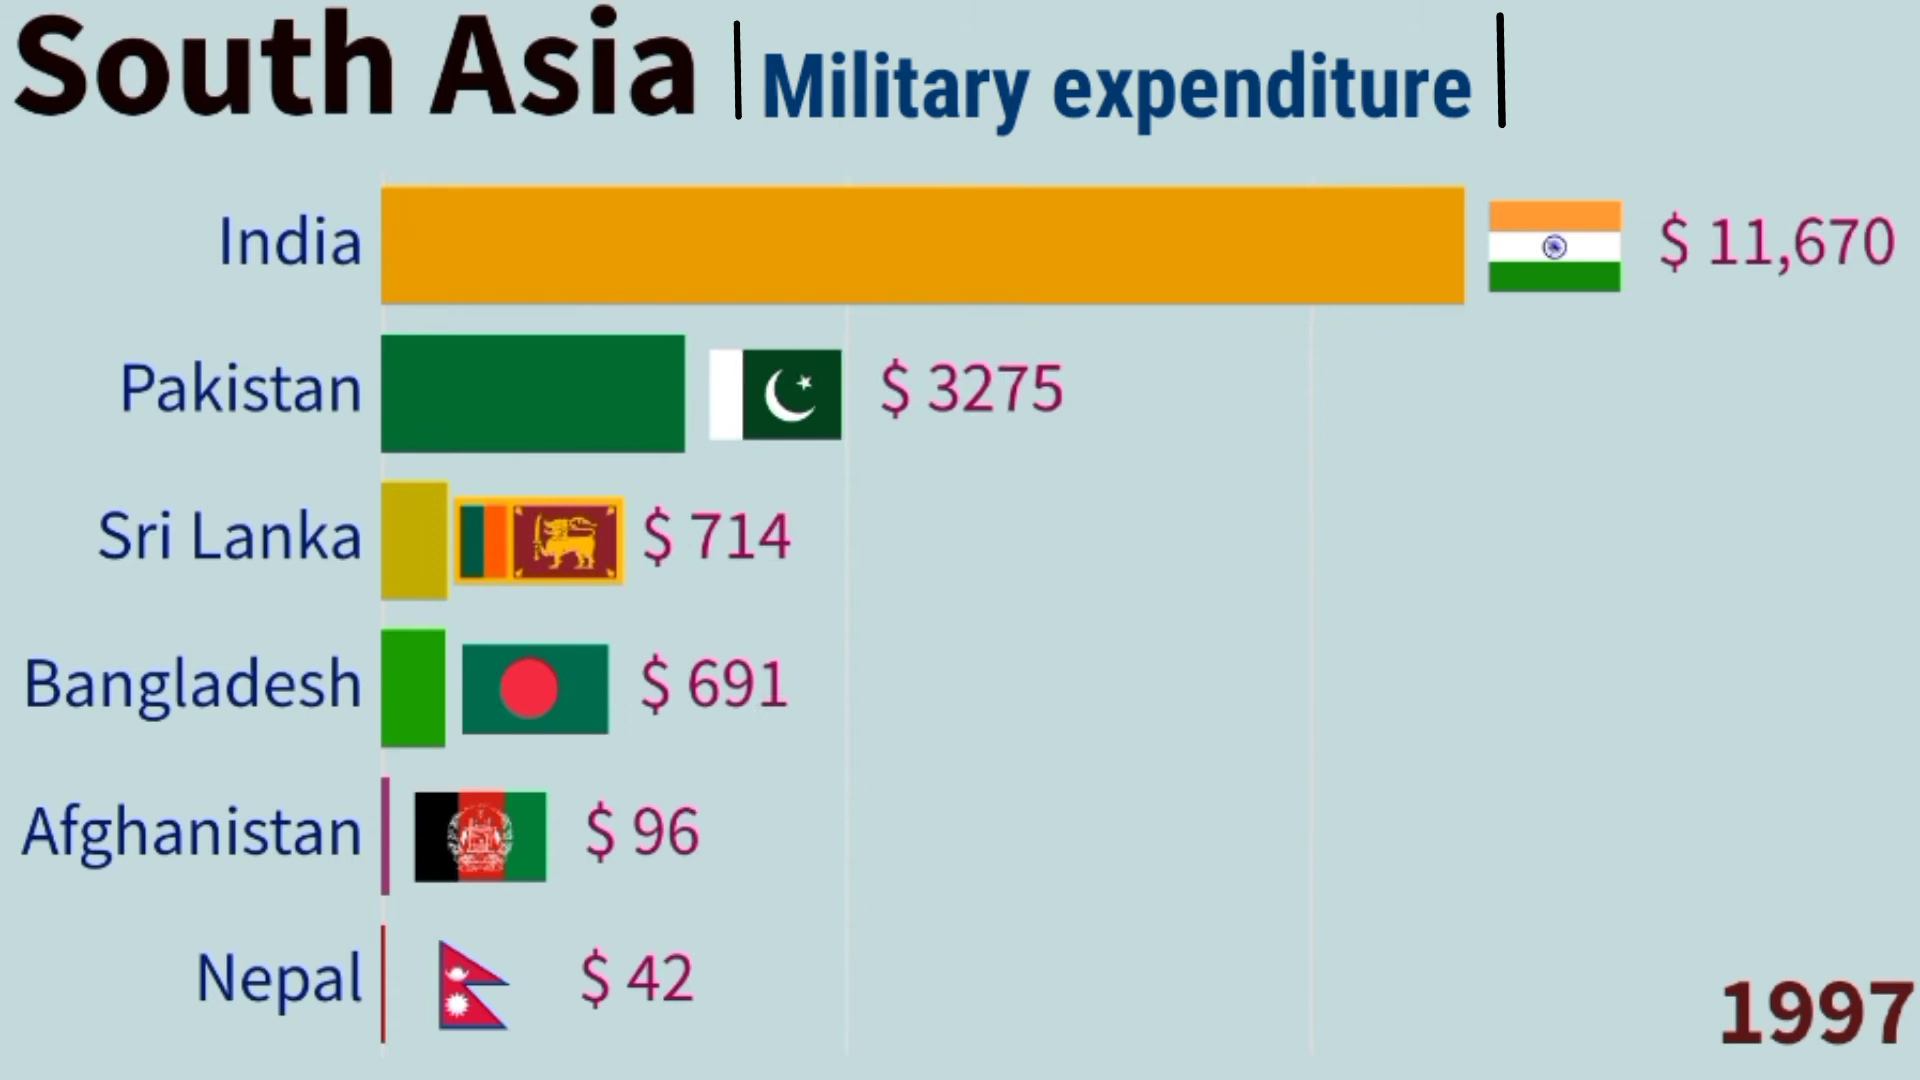 South Asia | Military expenditure |
India $ 11,670
Pakistan $ 3275
Sri Lanka $ 714
Bangladesh $ 691
Afghanistan $ 96
Nepal $ 42
1997